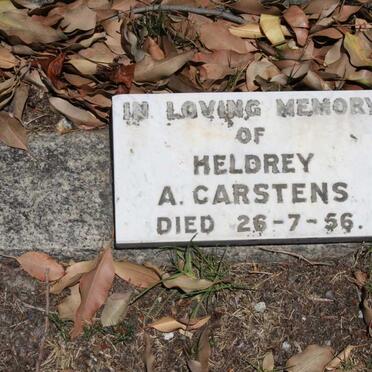 IN LOVING MEMORY
OF
HELDREY
A. CARSTENS
DIED 26-7-56.